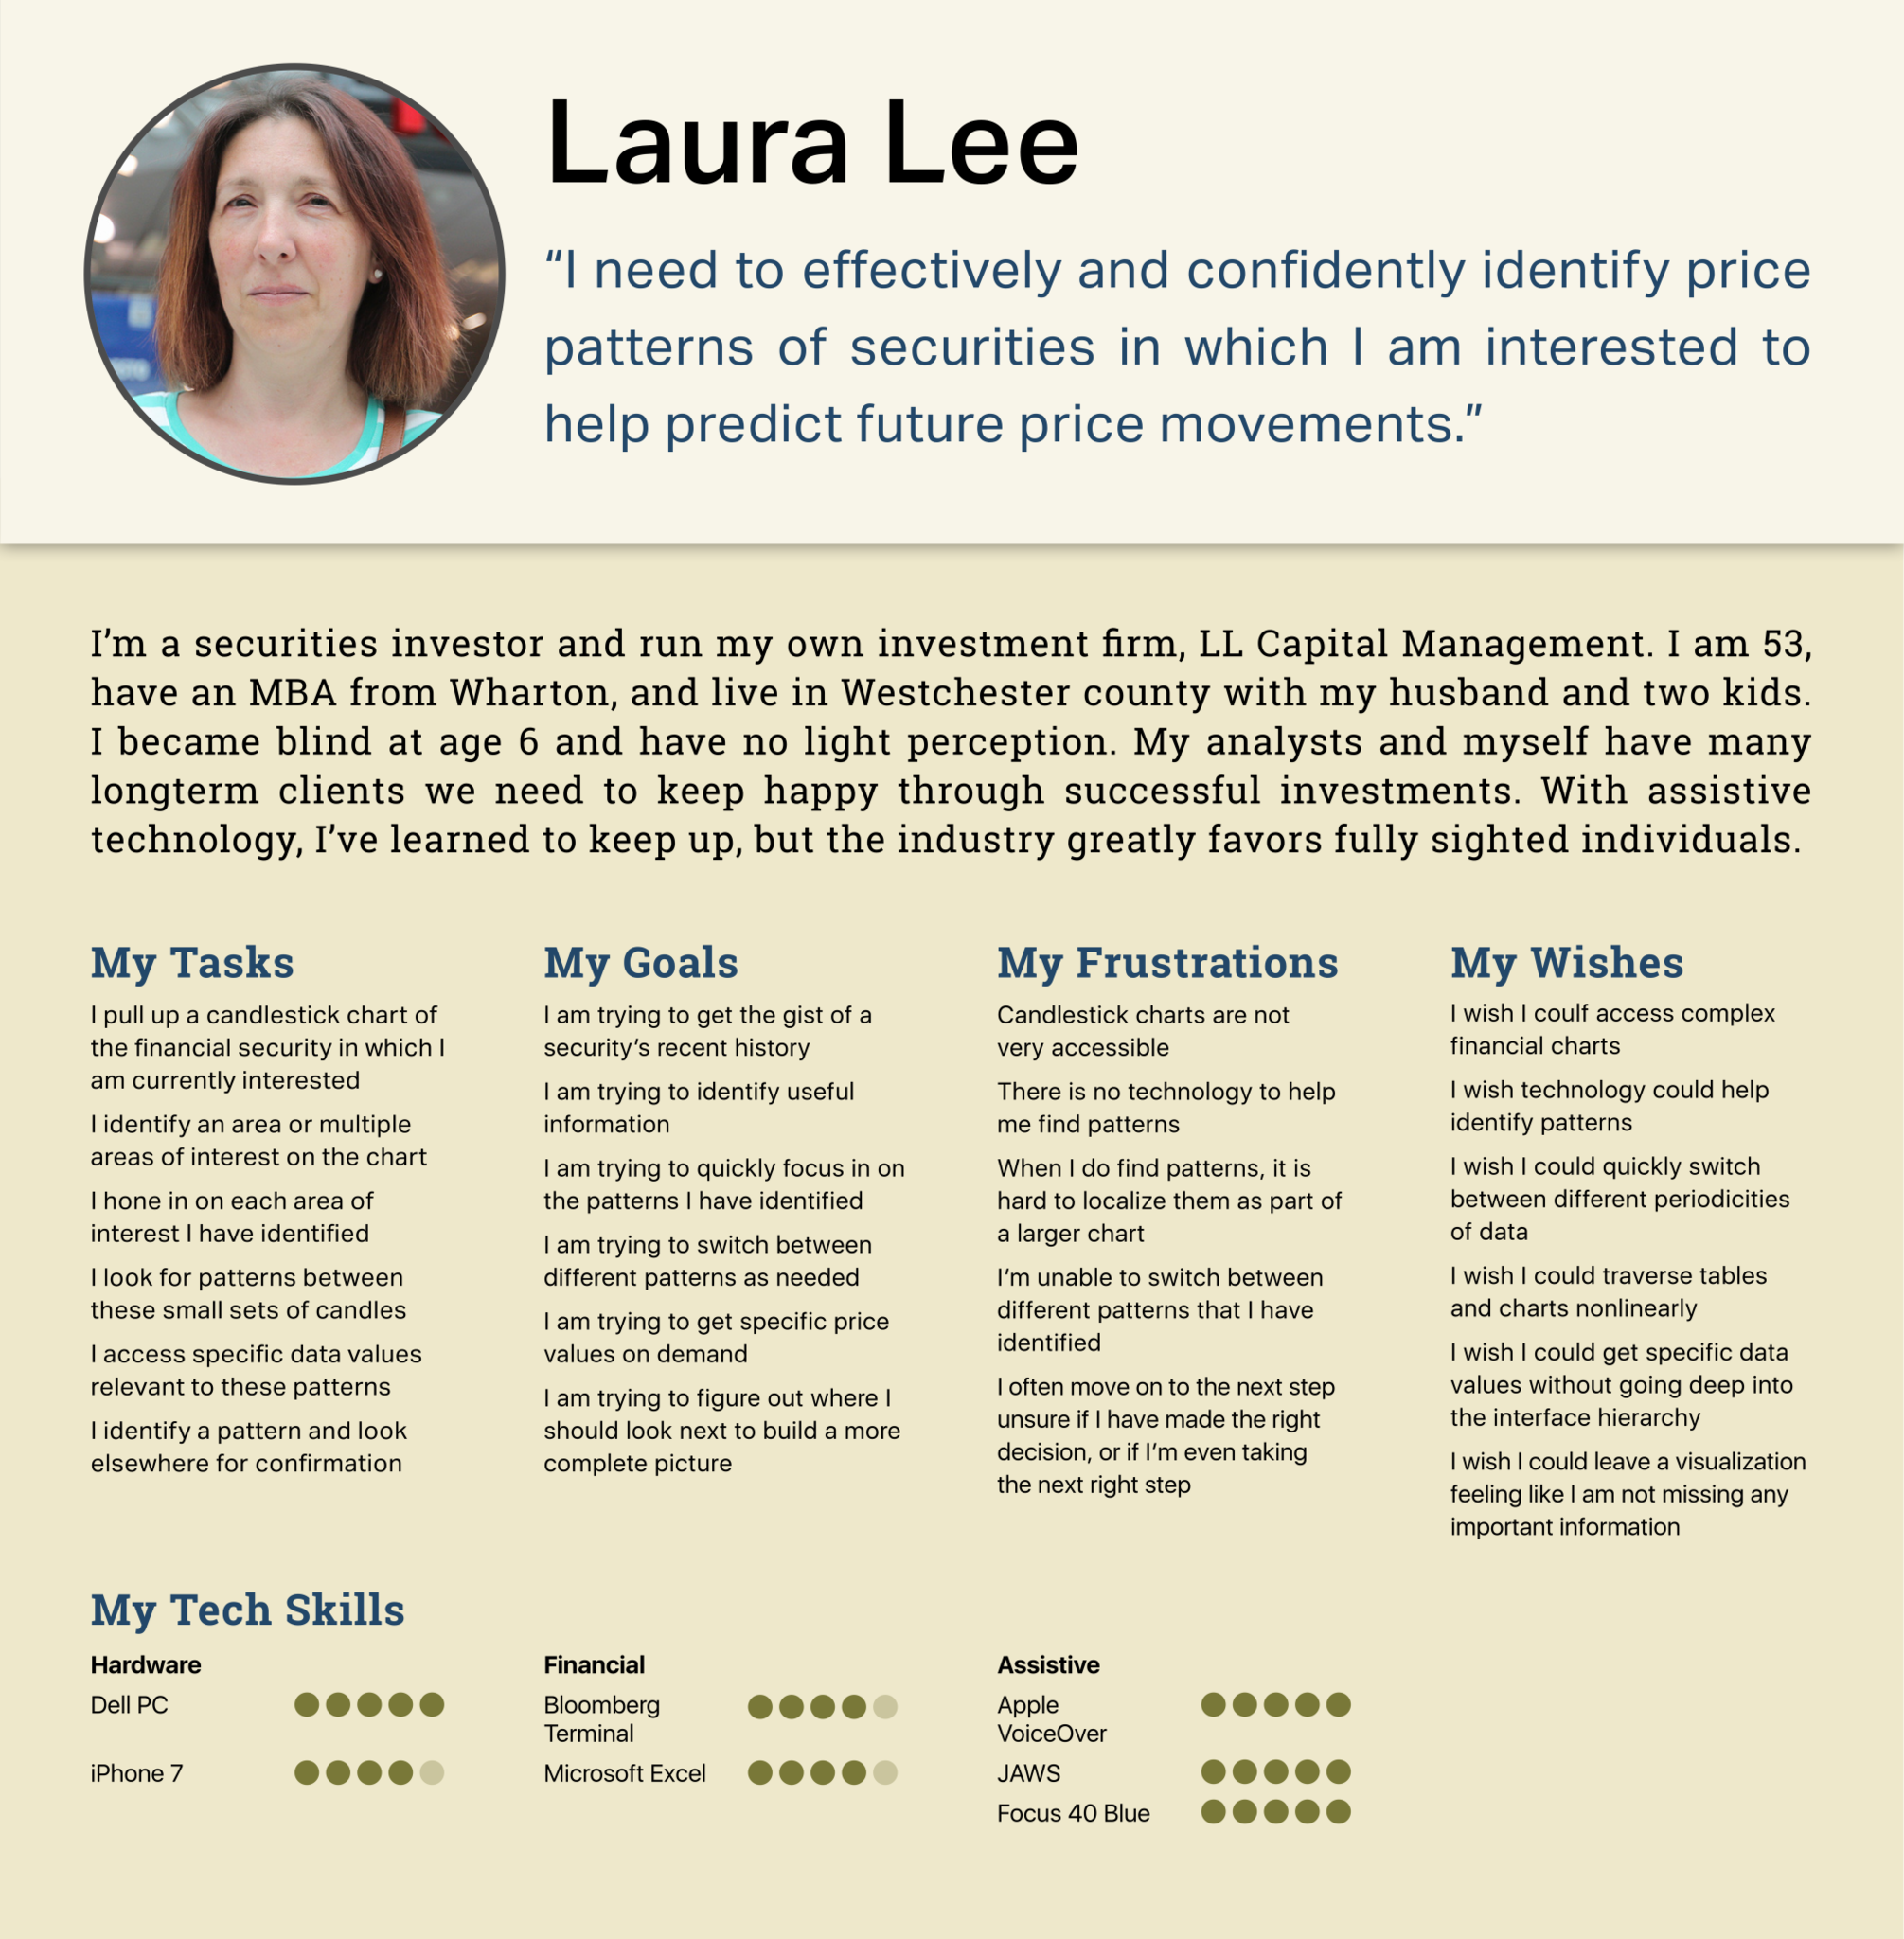 Laura Lee
“I need to effectively and confidently identify price
patterns of securities in which I am interested to
help predict future price movements.”
I’m a securities investor and run my own investment firm, LL Capital Management. I am 53,
have an MBA from Wharton, and live in Westchester county with my husband and two kids.
I became blind at age 6 and have no light perception. My analysts and myself have many
longterm clients we need to keep happy through successful investments. With assistive
technology, I’ve learned to keep up, but the industry greatly favors fully sighted individuals.
My Tasks
I pull up a candlestick chart of
the financial security in which I
am currently interested
I identify an area or multiple
areas of interest on the chart
I hone in on each area of
interest I have identified
I look for patterns between
these small sets of candles
I access specific data values
relevant to these patterns
I identify a pattern and look
elsewhere for confirmation
My Goals
I am trying to get the gist of a
security’s recent history
I am trying to identify useful
information
I am trying to quickly focus in on
the patterns I have identified
I am trying to switch between
different patterns as needed
I am trying to get specific price
values on demand
I am trying to figure out where I
should look next to build a more
complete picture
My Frustrations
Candlestick charts are not
very accessible
There is no technology to help
me find patterns
When I do find patterns, it is
hard to localize them as part of
a larger chart
I’m unable to switch between
different patterns that I have
identified
I often move on to the next step
unsure if I have made the right
decision, or if I’m even taking
the next right step
My Wishes
I wish I coulf access complex
financial charts
I wish technology could help
identify patterns
I wish I could quickly switch
between different periodicities
of data
I wish I could traverse tables
and charts nonlinearly
I wish I could get specific data
values without going deep into
the interface hierarchy
I wish I could leave a visualization
feeling like I am not missing any
important information
My Tech Skills
Hardware
Dell PC
iPhone 7
Financial
Bloomberg
Terminal
Microsoft Excel
Assistive
Apple
VoiceOver
JAWS
Focus 40 Blue